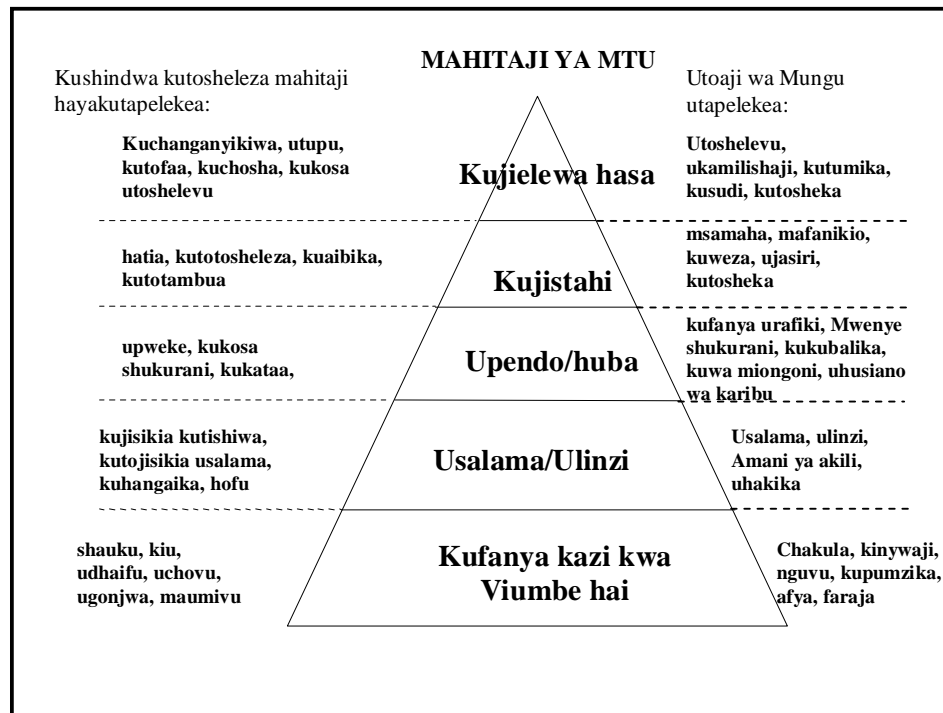 MAHITAJI YA MTU
Kushindwa kutosheleza mahitaji
hayakutapelekea:
Utoaji wa Mungu
utapelekea:
Kuchanganyikiwa, utupu,
kutofaa, kuchosha, kukosa
utoshelevu
Kujielewa hasa
Utoshelevu,
ukamilishaji, kutumika,
kusudi, kutosheka
hatia, kutotosheleza, kuaibika,
kutotambua
Kujistahi
msamaha, mafanikio,
kuweza, ujasiri,
kutosheka
upweke, kukosa
shukurani, kukataa,
Upendo/huba
kufanya urafiki, Mwenye
shukurani, kukubalika,
kuwa miongoni, uhusiano
wa karibu
kujisikia kutishiwa,
kutojisikia usalama,
kuhangaika, hofu
Usalama/Ulinzi
Usalama, ulinzi,
Amani ya akili,
uhakika
shauku, kiu,
udhaifu, uchovu,
ugonjwa, maumivu
Kufanya kazi kwa
Viumbe hai
Chakula, kinywaji,
nguvu, kupumzika,
afya, faraja